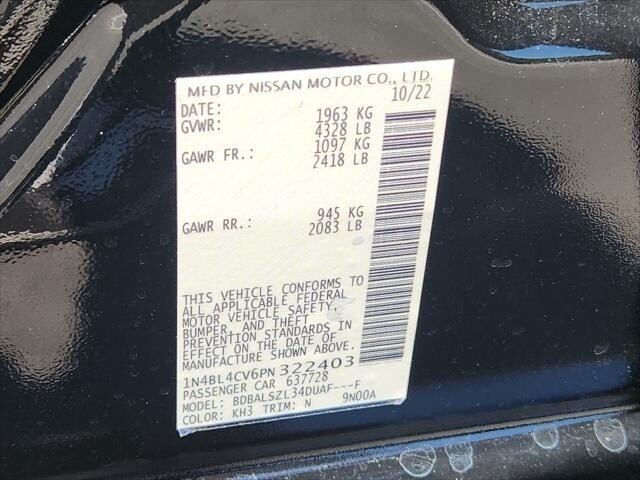 MFD BY NISSAN MOTOR CO., LTD.
DATE: 10/22
GVWR: 1963 KG
4328 LB
GAWR FR.: 1097 KG
2418 LB
GAWR RR.: 945 KG
2083 LB
THIS VEHICLE CONFORMS TO
ALL APPLICABLE FEDERAL
MOTOR VEHICLE SAFETY,
BUMPER, AND THEFT
PREVENTION STANDARDS IN
EFFECT ON THE DATE OF
MANUFACTURE SHOWN ABOVE.
1N4BL4CV6PN322403
PASSENGER CAR 637728
MODEL: BDBALSZL34DUAF---F
COLOR: KH3 TRIM: N 9N00A